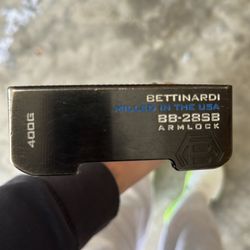 BETTINARDI
MILLED IN THE USA
BB-28SB
ARMLOCK
400G